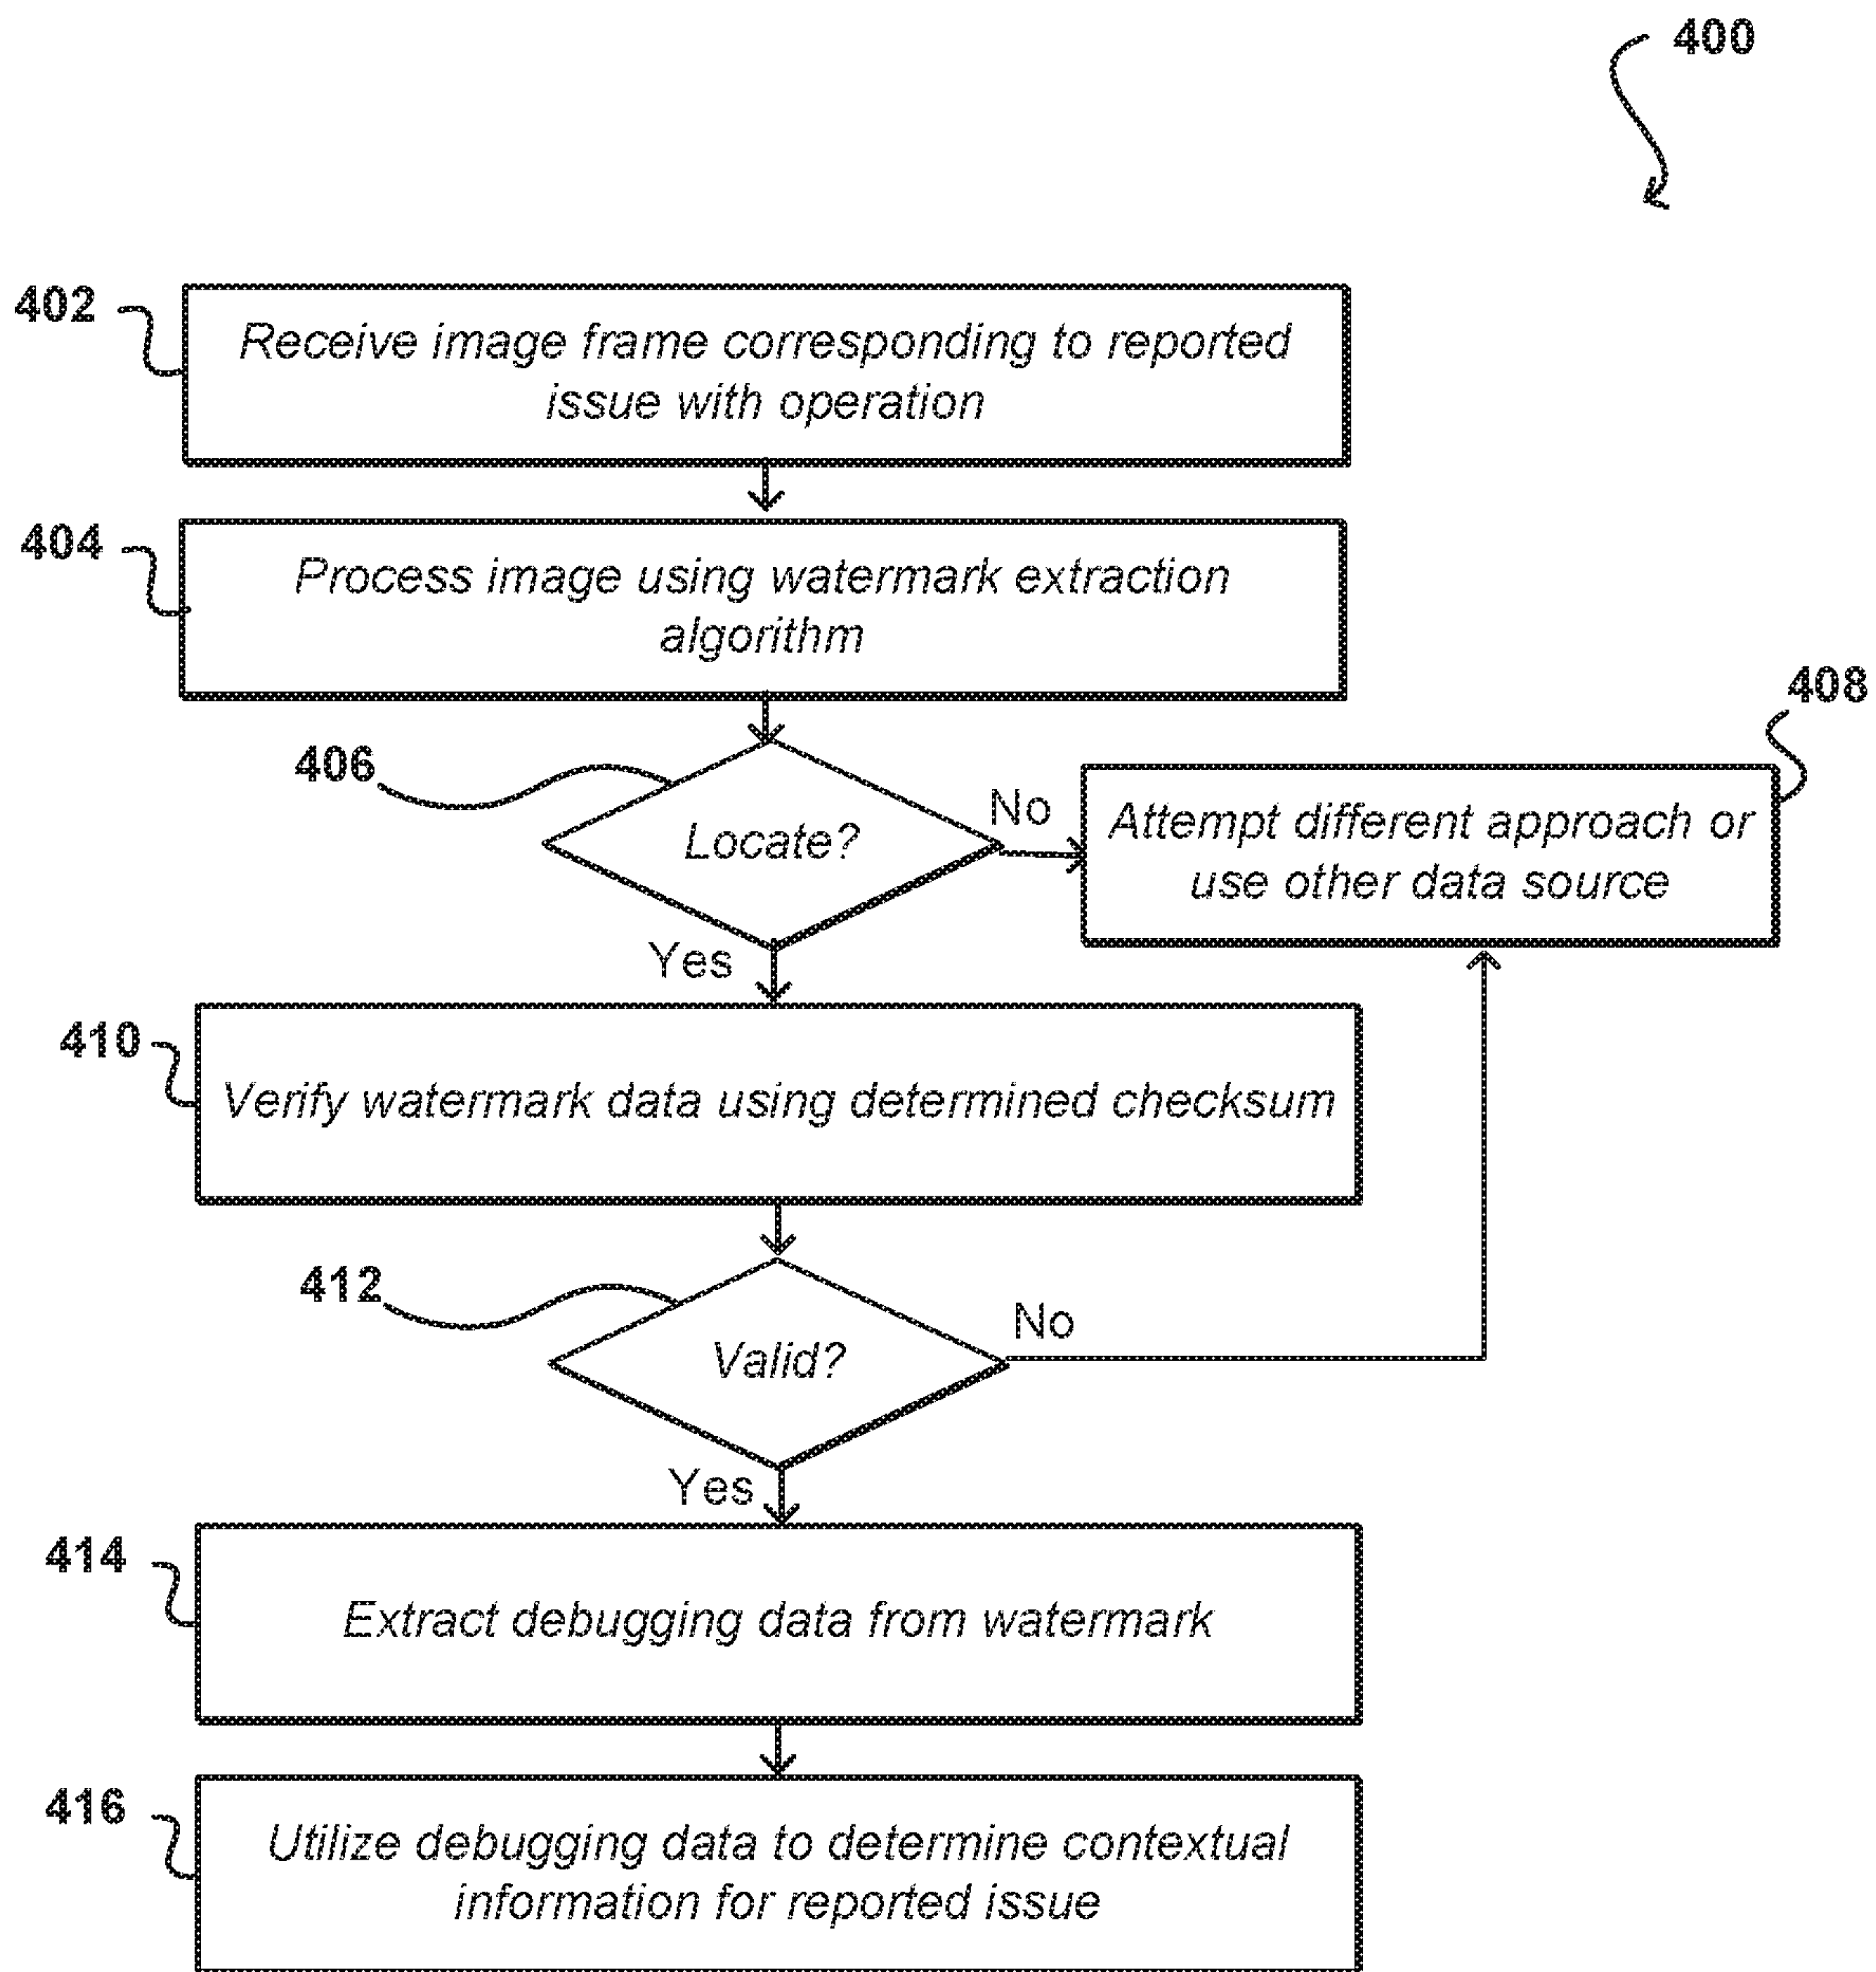 400
402
Receive image frame corresponding to reported
issue with operation
404
Process image using watermark extraction
algorithm
406
Locate?
No
408
Attempt different approach or
use other data source
Yes
410
Verify watermark data using determined checksum
412
Valid?
No
Yes
414
Extract debugging data from watermark
416
Utilize debugging data to determine contextual
information for reported issue